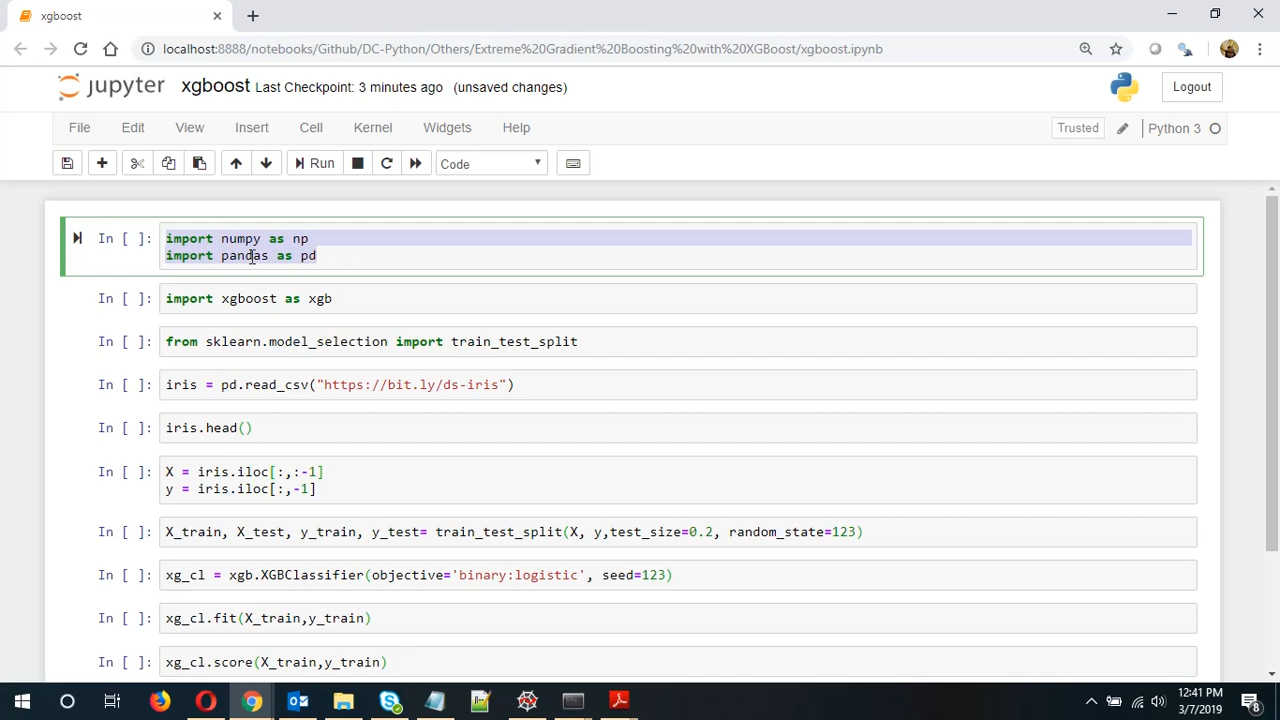 xgboost
localhost:8888/notebooks/Github/DC-Python/Others/Extreme%20Gradient%20Boosting%20with%20XGBoost/xgboost.ipynb
jupyter xgboost Last Checkpoint: 3 minutes ago (unsaved changes) Logout
File Edit View Insert Cell Kernel Widgets Help Trusted Python 3
Run Code
In [ ]: import numpy as np
import pandas as pd
In [ ]: import xgboost as xgb
In [ ]: from sklearn.model_selection import train_test_split
In [ ]: iris = pd.read_csv("https://bit.ly/ds-iris")
In [ ]: iris.head()
In [ ]: X = iris.iloc[:,:-1]
y = iris.iloc[:,-1]
In [ ]: X_train, X_test, y_train, y_test= train_test_split(X, y,test_size=0.2, random_state=123)
In [ ]: xg_cl = xgb.XGBClassifier(objective='binary:logistic', seed=123)
In [ ]: xg_cl.fit(X_train,y_train)
In [ ]: xg_cl.score(X_train,y_train)
12:41 PM
3/7/2019
8